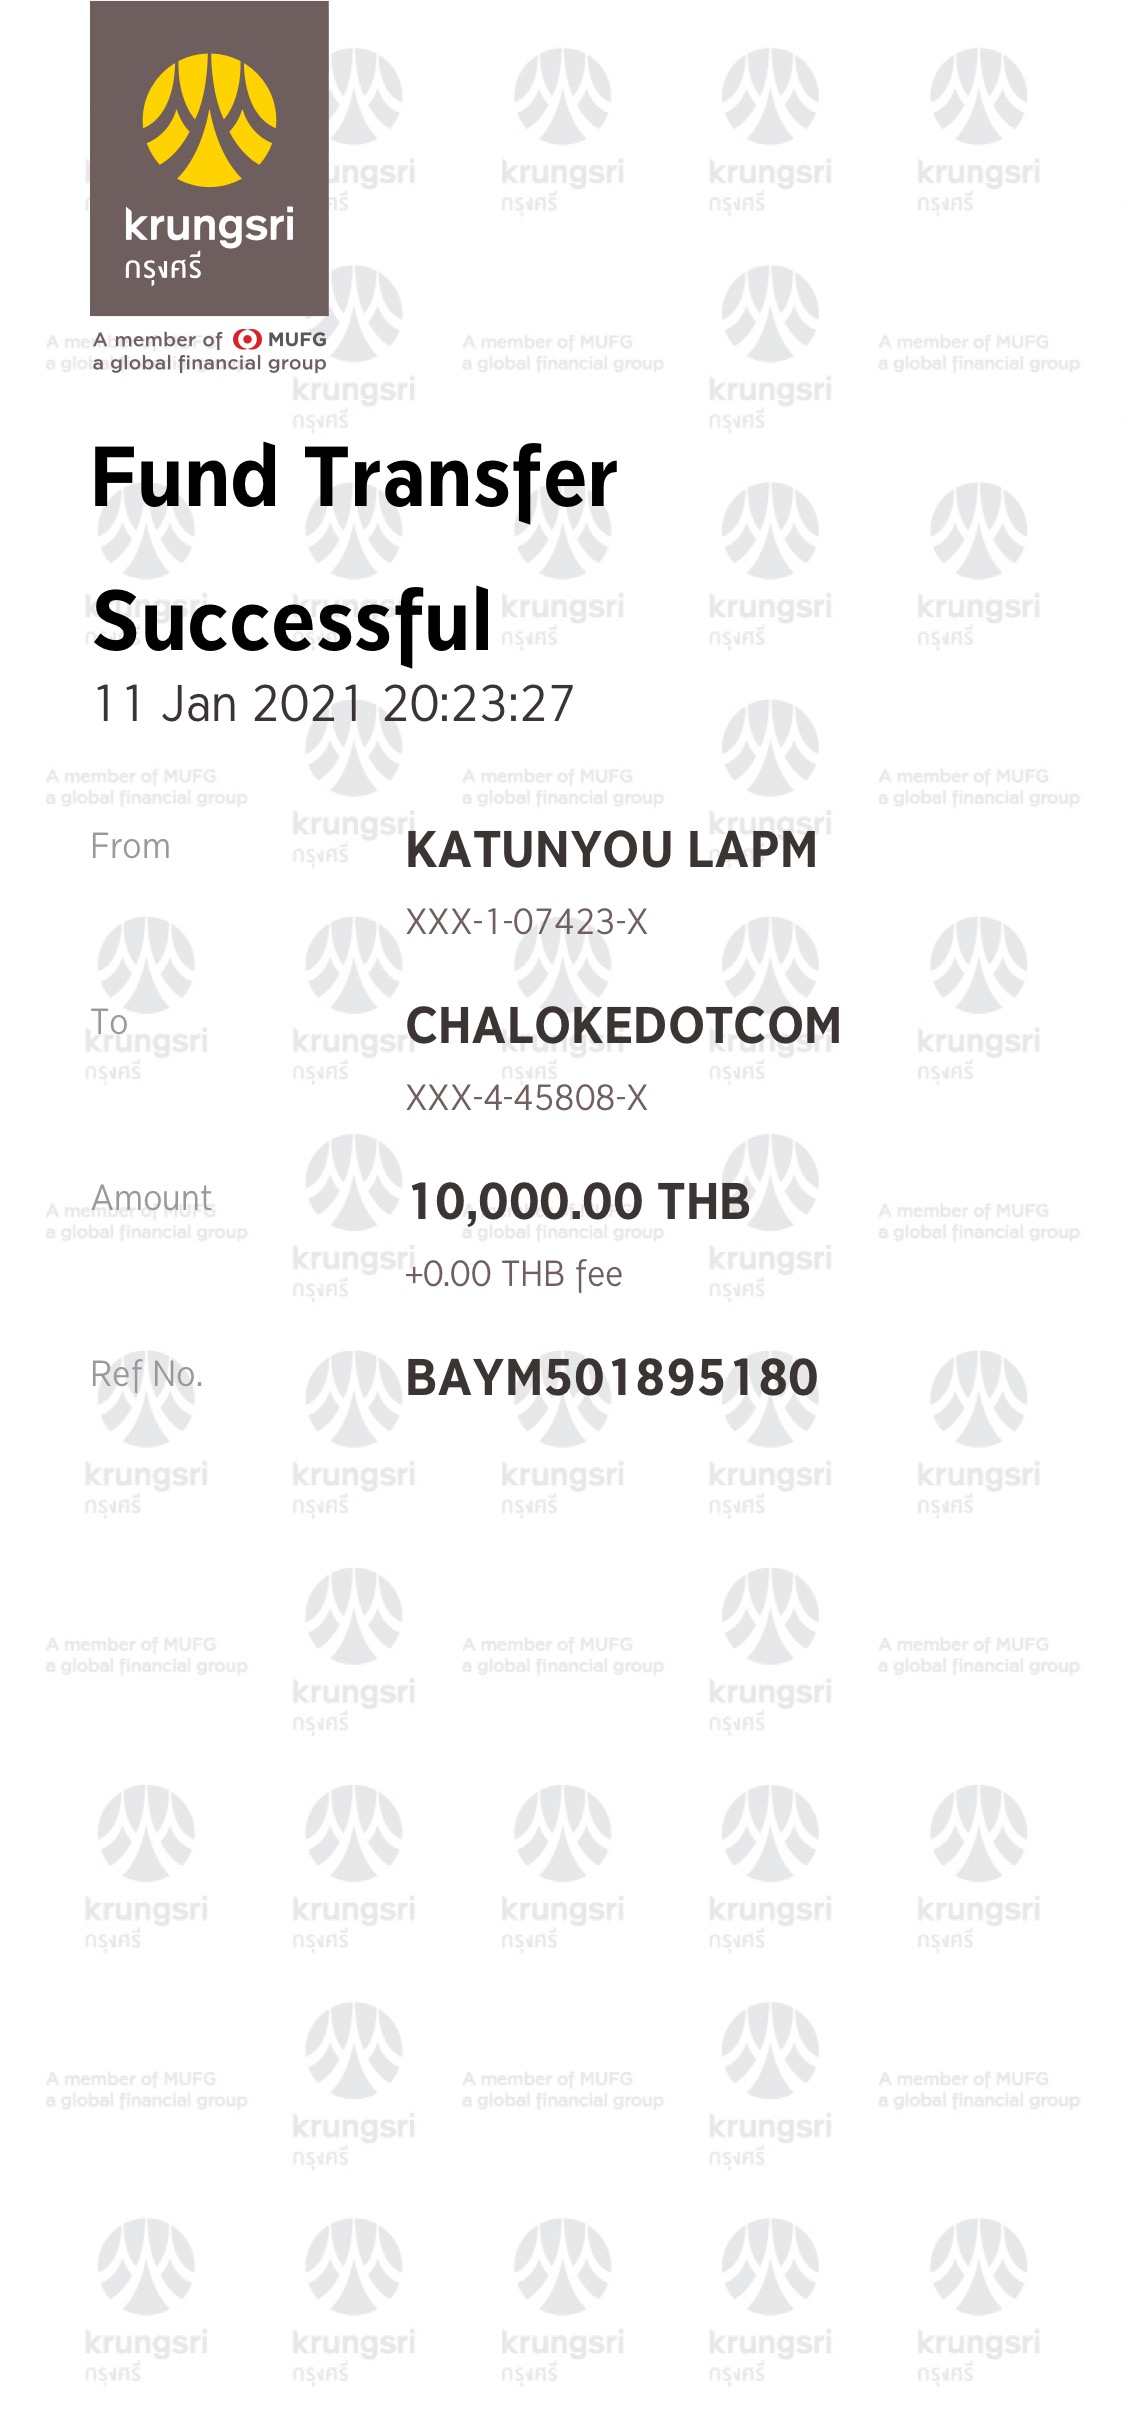 krungsri
กรุงศรี
A member of MUFG
a global financial group
Fund Transfer
Successful
11 Jan 2021 20:23:27
From
KATUNYOU LAPM
XXX-1-07423-X
To
CHALOKEDOTCOM
XXX-4-45808-X
Amount
10,000.00 THB
+0.00 THB fee
Ref No.
BAYM501895180